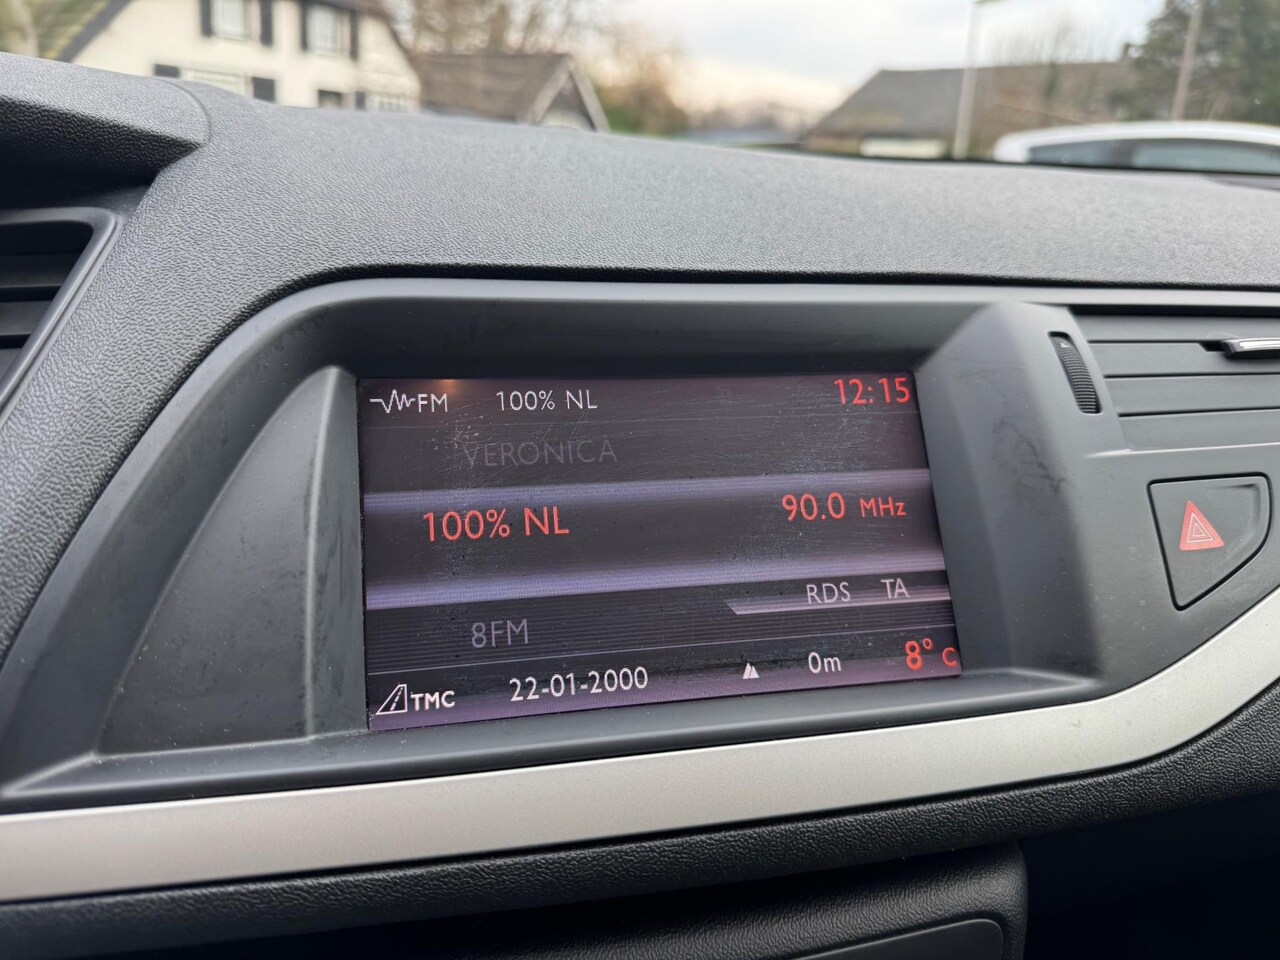 FM 100% NL 12:15
VERONICA
100% NL 90.0 MHz
RDS TA
8FM
TMC 22-01-2000 0m 8° C